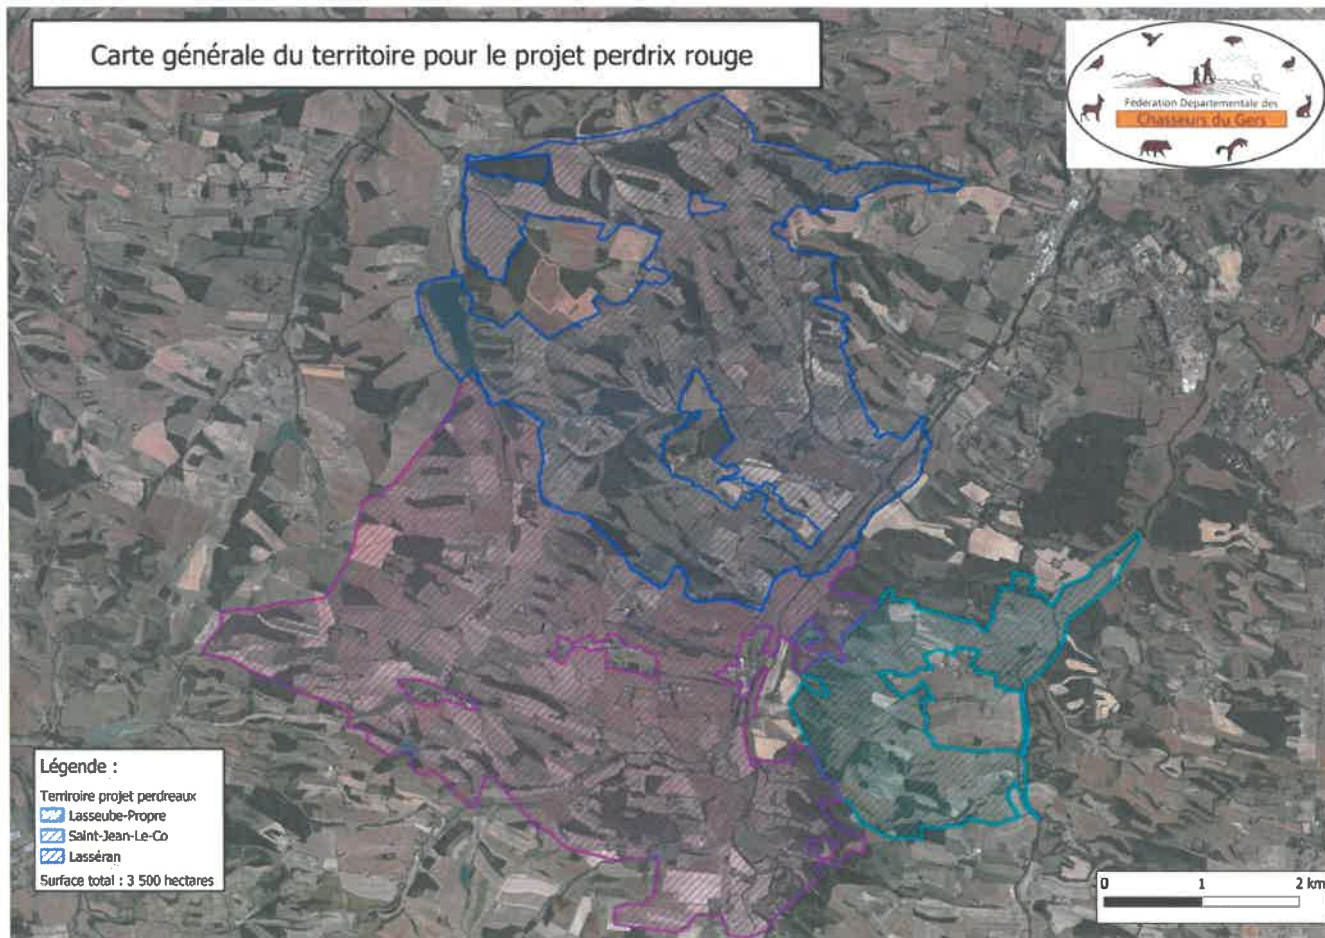 Carte générale du territoire pour le projet perdrix rouge
Fédération Départementale des
Chasseurs du Gers
Légende :
Terriroire projet perdreaux
Lasseube-Propre
Saint-Jean-Le-Co
Lasséran
Surface total : 3 500 hectares
0 1 2 km